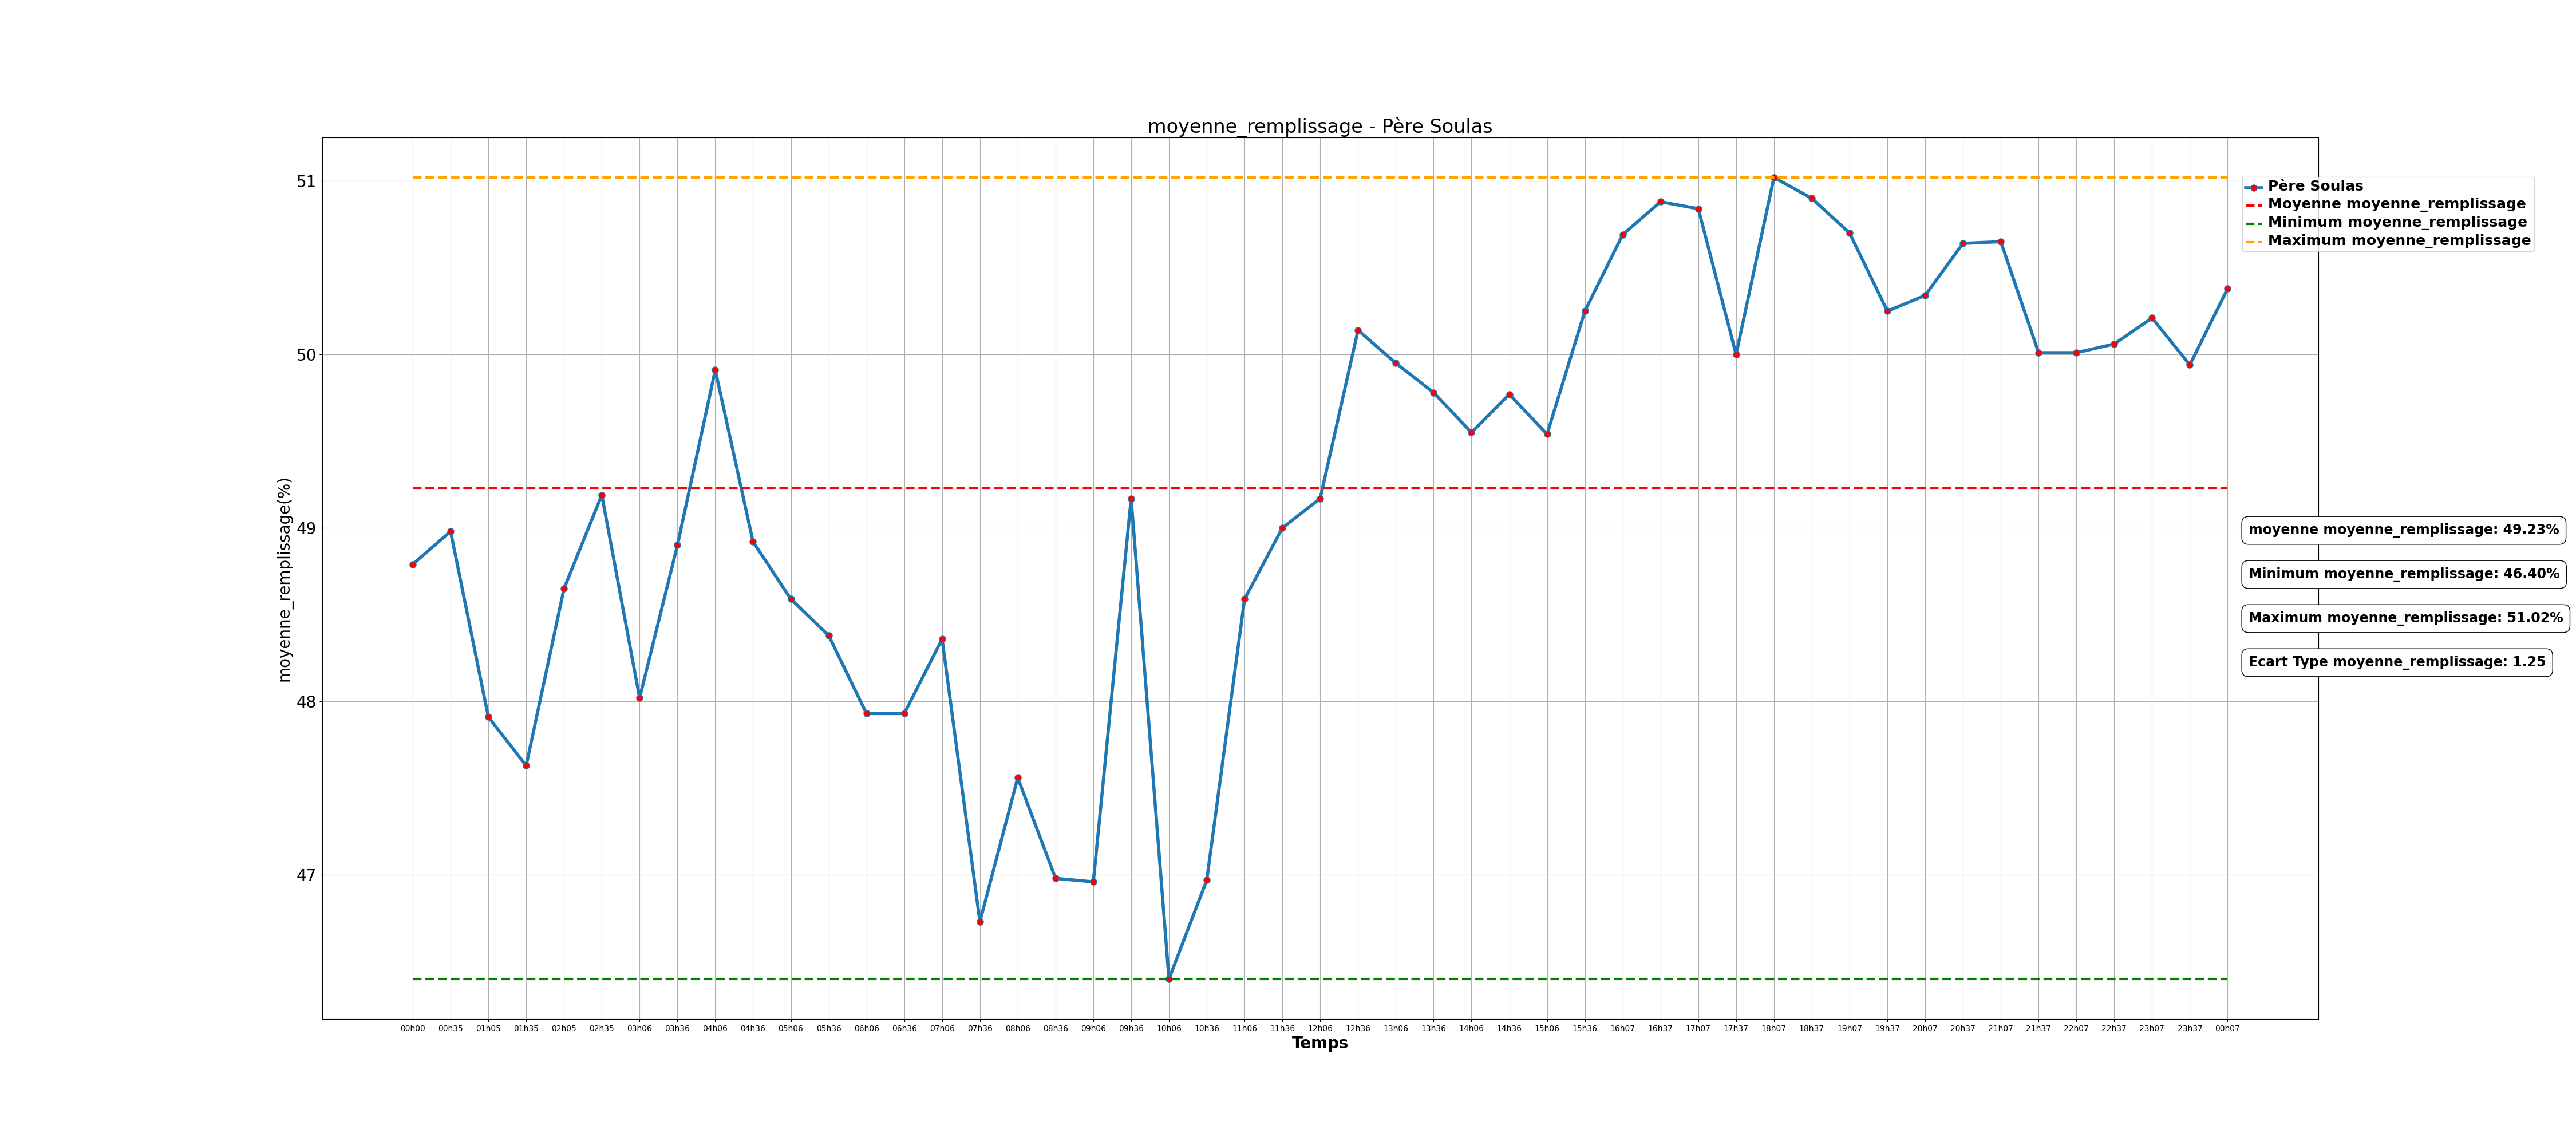 moyenne_remplissage - Père Soulas
moyenne_remplissage(%)
51
50
49
48
47
Père Soulas
Moyenne moyenne_remplissage
Minimum moyenne_remplissage
Maximum moyenne_remplissage
moyenne moyenne_remplissage: 49.23%
Minimum moyenne_remplissage: 46.40%
Maximum moyenne_remplissage: 51.02%
Ecart Type moyenne_remplissage: 1.25
00h00 00h35 01h05 01h35 02h05 02h35 03h06 03h36 04h06 04h36 05h06 05h36 06h06 06h36 07h06 07h36 08h06 08h36 09h06 09h36 10h06 10h36 11h06 11h36 12h06 12h36 13h06 13h36 14h06 14h36 15h06 15h36 16h07 16h37 17h07 17h37 18h07 18h37 19h07 19h37 20h07 20h37 21h07 21h37 22h07 22h37 23h07 23h37 00h07
Temps